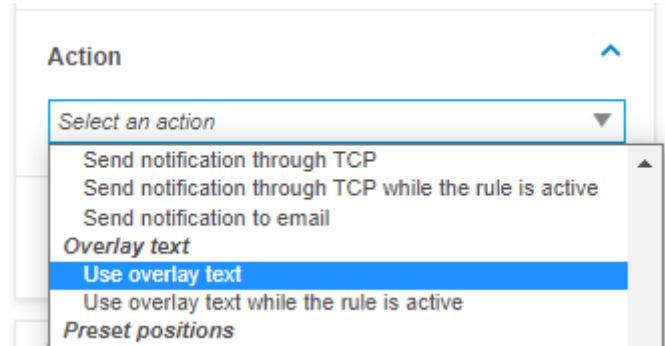 Action
Select an action
Send notification through TCP
Send notification through TCP while the rule is active
Send notification to email
Overlay text
Use overlay text
Use overlay text while the rule is active
Preset positions